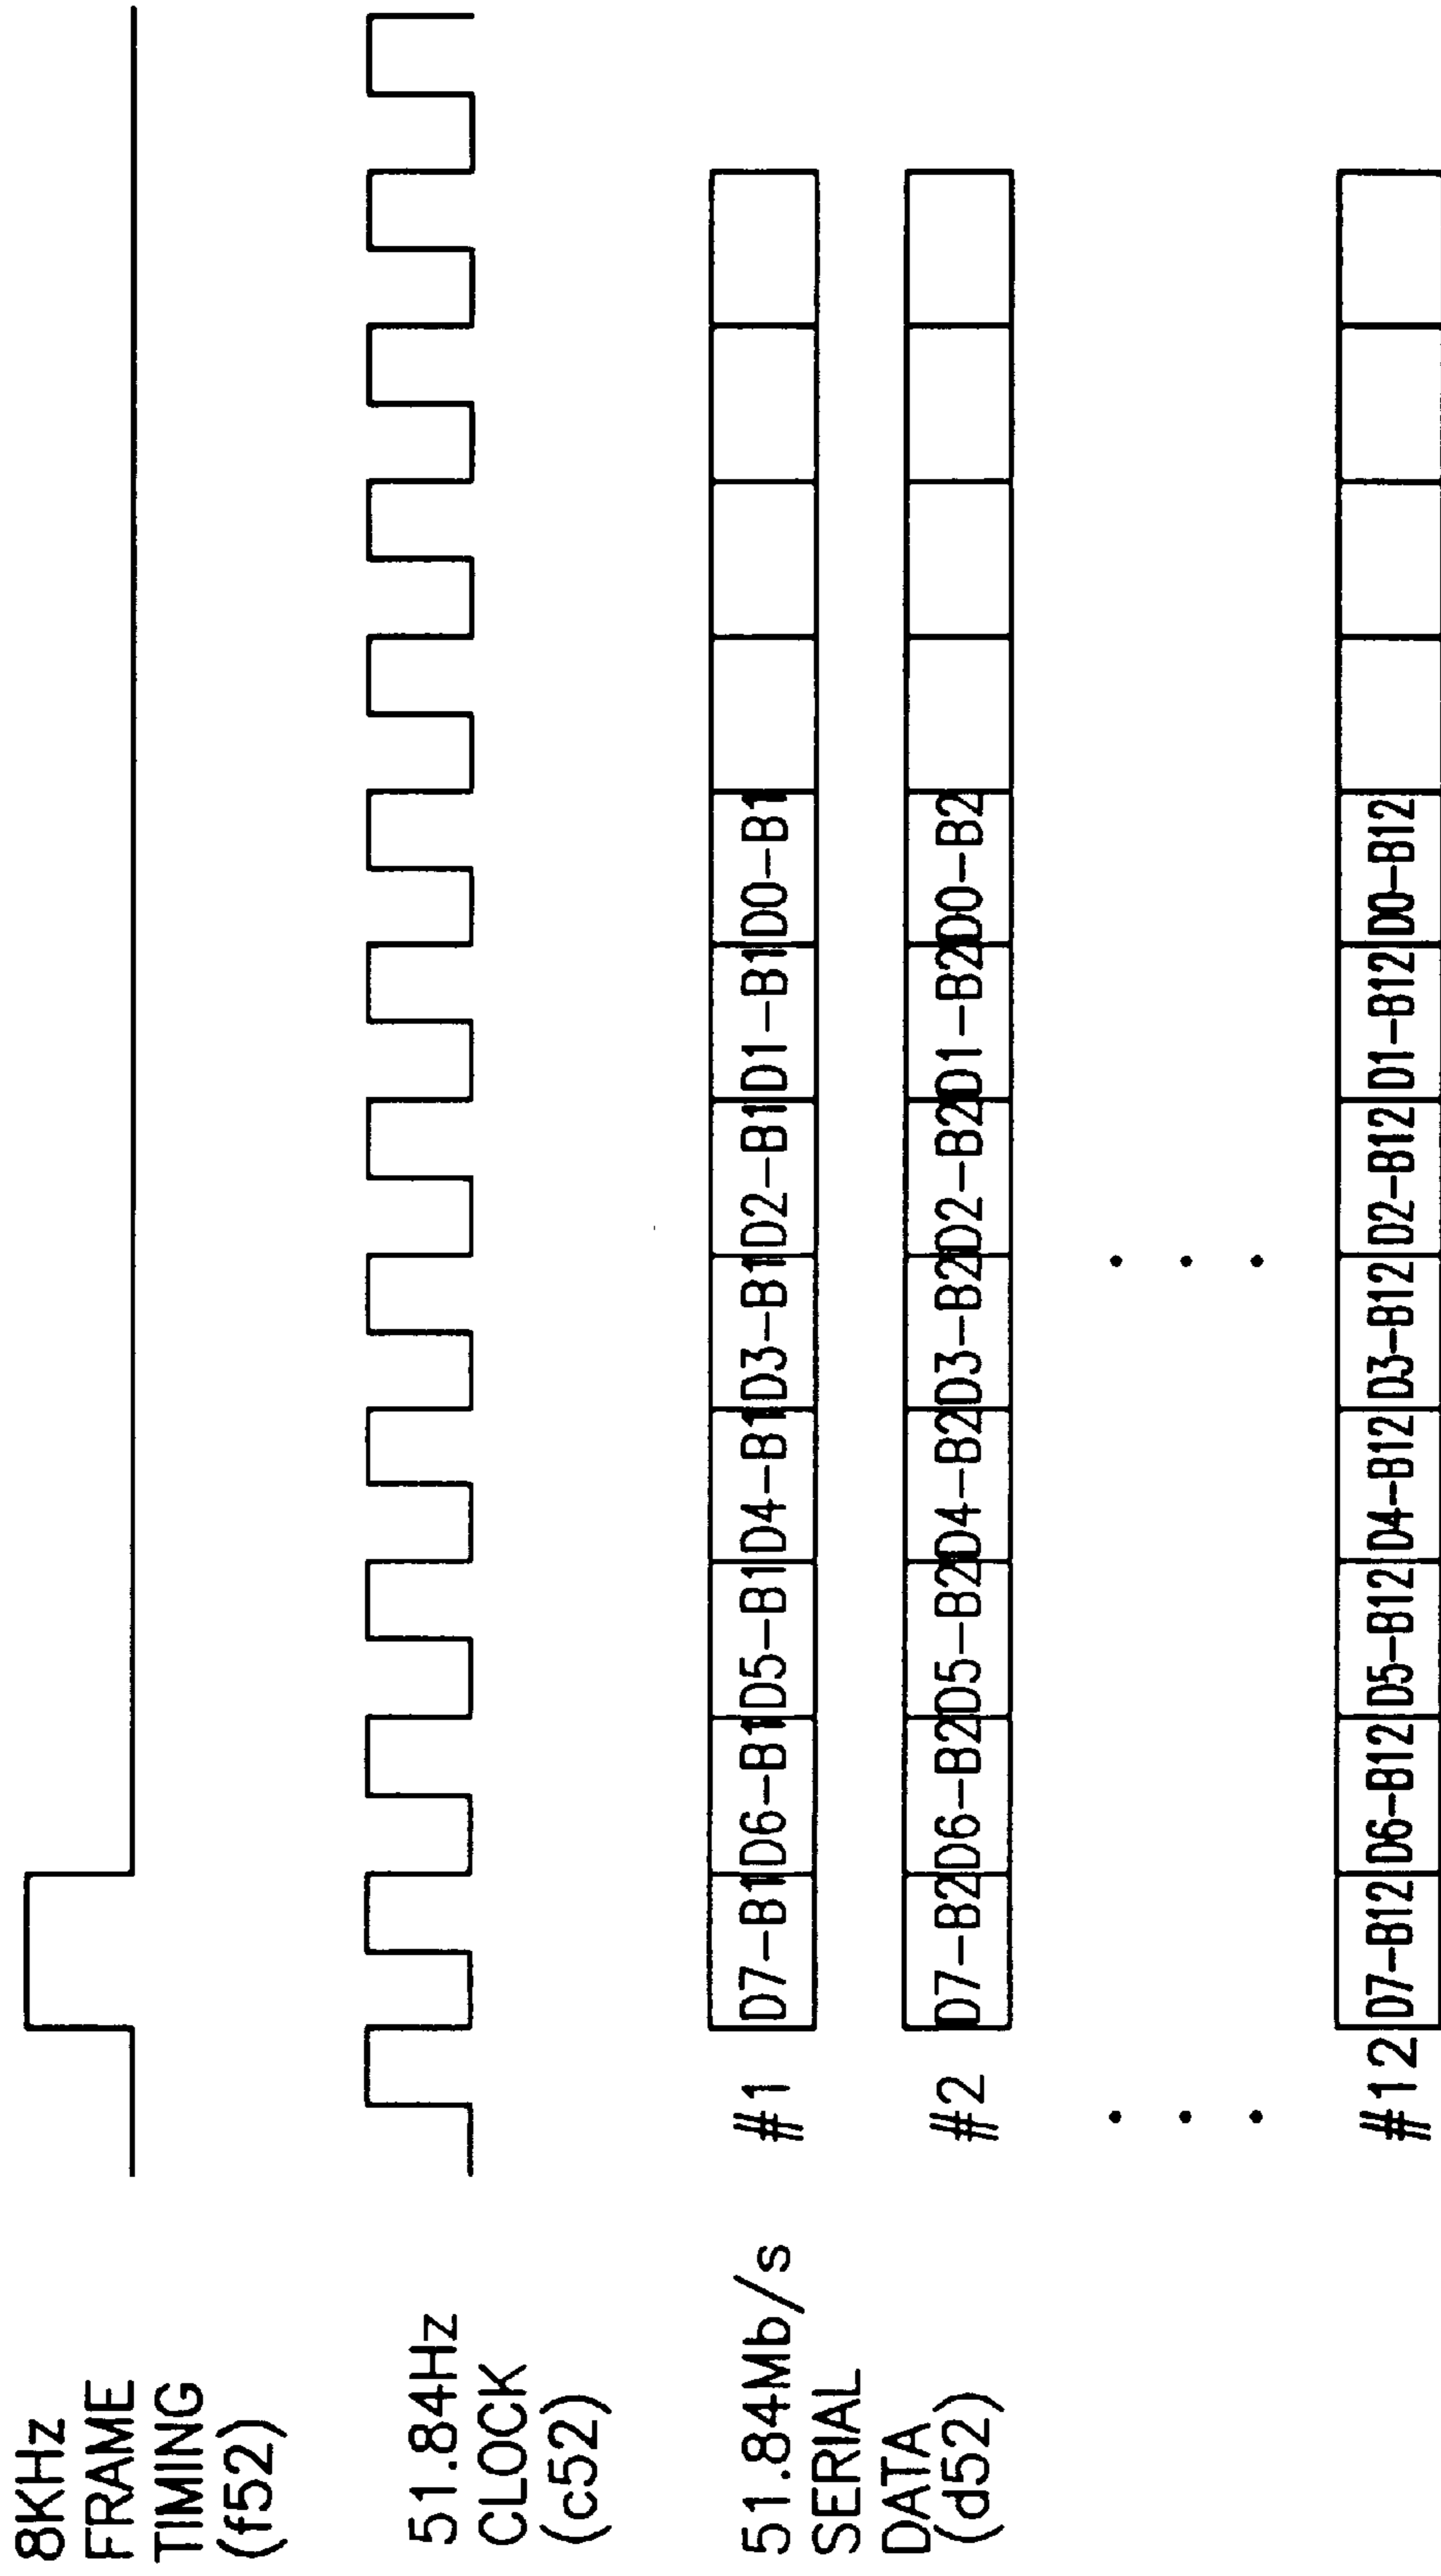 8KHz
FRAME
TIMING
(f52)
51.84Hz
CLOCK
(c52)
51.84Mb/s
SERIAL
DATA
(d52)
#1 D7-B1 D6-B1 D5-B1 D4-B1 D3-B1 D2-B1 D1-B1 D0-B1
#2 D7-B2 D6-B2 D5-B2 D4-B2 D3-B2 D2-B2 D1-B2 D0-B2
#12 D7-B12 D6-B12 D5-B12 D4-B12 D3-B12 D2-B12 D1-B12 D0-B12